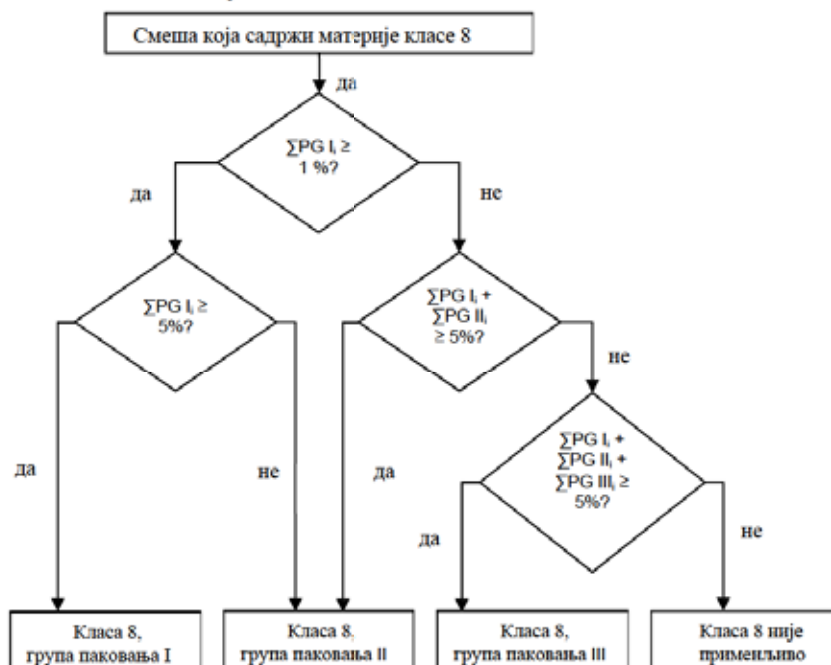 Смеша која садржи материје класе 8
да
∑PG Iᵢ ≥
1 %?
да
не
∑PG Iᵢ ≥
5%?
∑PG Iᵢ +
∑PG IIᵢ
≥ 5%?
не
∑PG Iᵢ +
∑PG IIᵢ +
∑PG IIIᵢ ≥
5%?
да
не
да
да
не
Класа 8,
група паковања I
Класа 8,
група паковања II
Класа 8,
група паковања III
Класа 8 није
применљиво